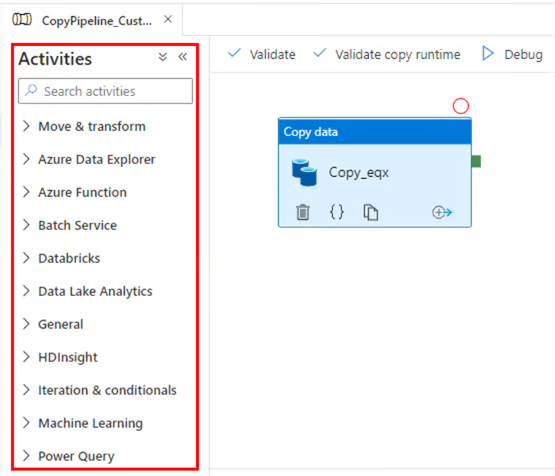 CopyPipeline_Cust...
Activities
Validate
Validate copy runtime
Debug
Search activities
Move & transform
Azure Data Explorer
Azure Function
Batch Service
Databricks
Data Lake Analytics
General
HDInsight
Iteration & conditionals
Machine Learning
Power Query
Copy data
Copy_eqx
{}